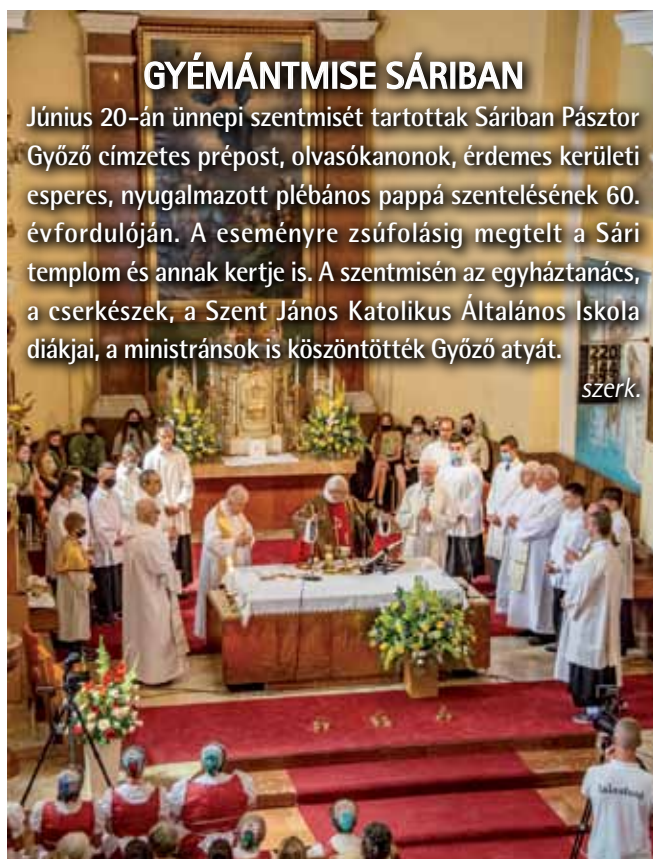 GYÉMÁNTMISE SÁRIBAN
Június 20-án ünnepi szentmisét tartottak Sáriban Pásztor
Győző címzetes prépost, olvasókanonok, érdemes kerületi
esperes, nyugalmazott plébános pappá szentelésének 60.
évfordulóján. A eseményre zsúfolásig megtelt a Sári
templom és annak kertje is. A szentmisén az egyháztanács,
a cserkészek, a Szent János Katolikus Általános Iskola
diákjai, a ministránsok is köszöntötték Győző atyát.
szerk.
220